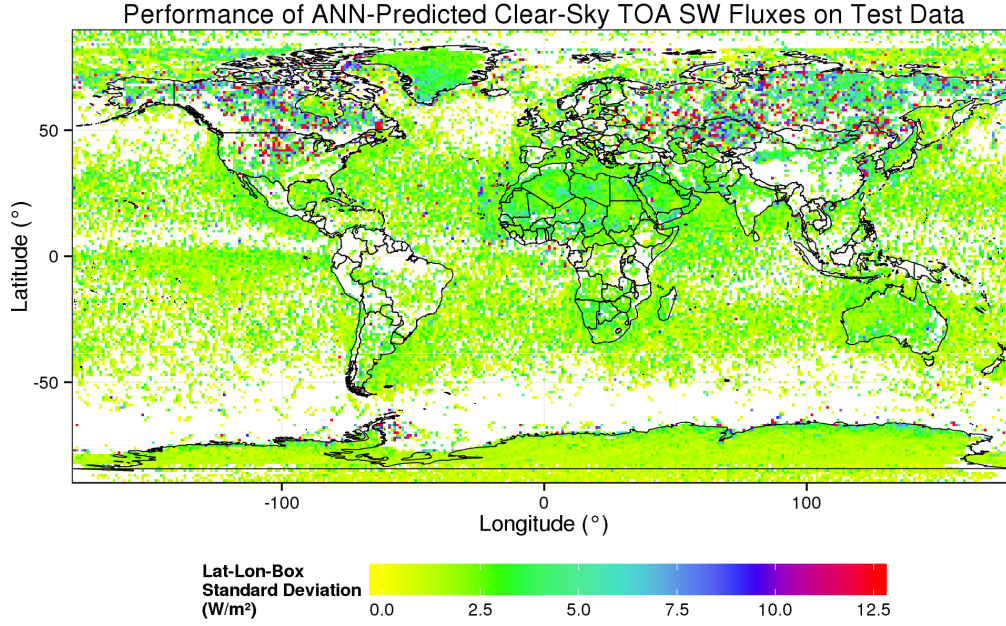 Performance of ANN-Predicted Clear-Sky TOA SW Fluxes on Test Data
Latitude (°)
50
0
-50
-100
0
100
Longitude (°)
Lat-Lon-Box
Standard Deviation
(W/m²)
0.0
2.5
5.0
7.5
10.0
12.5